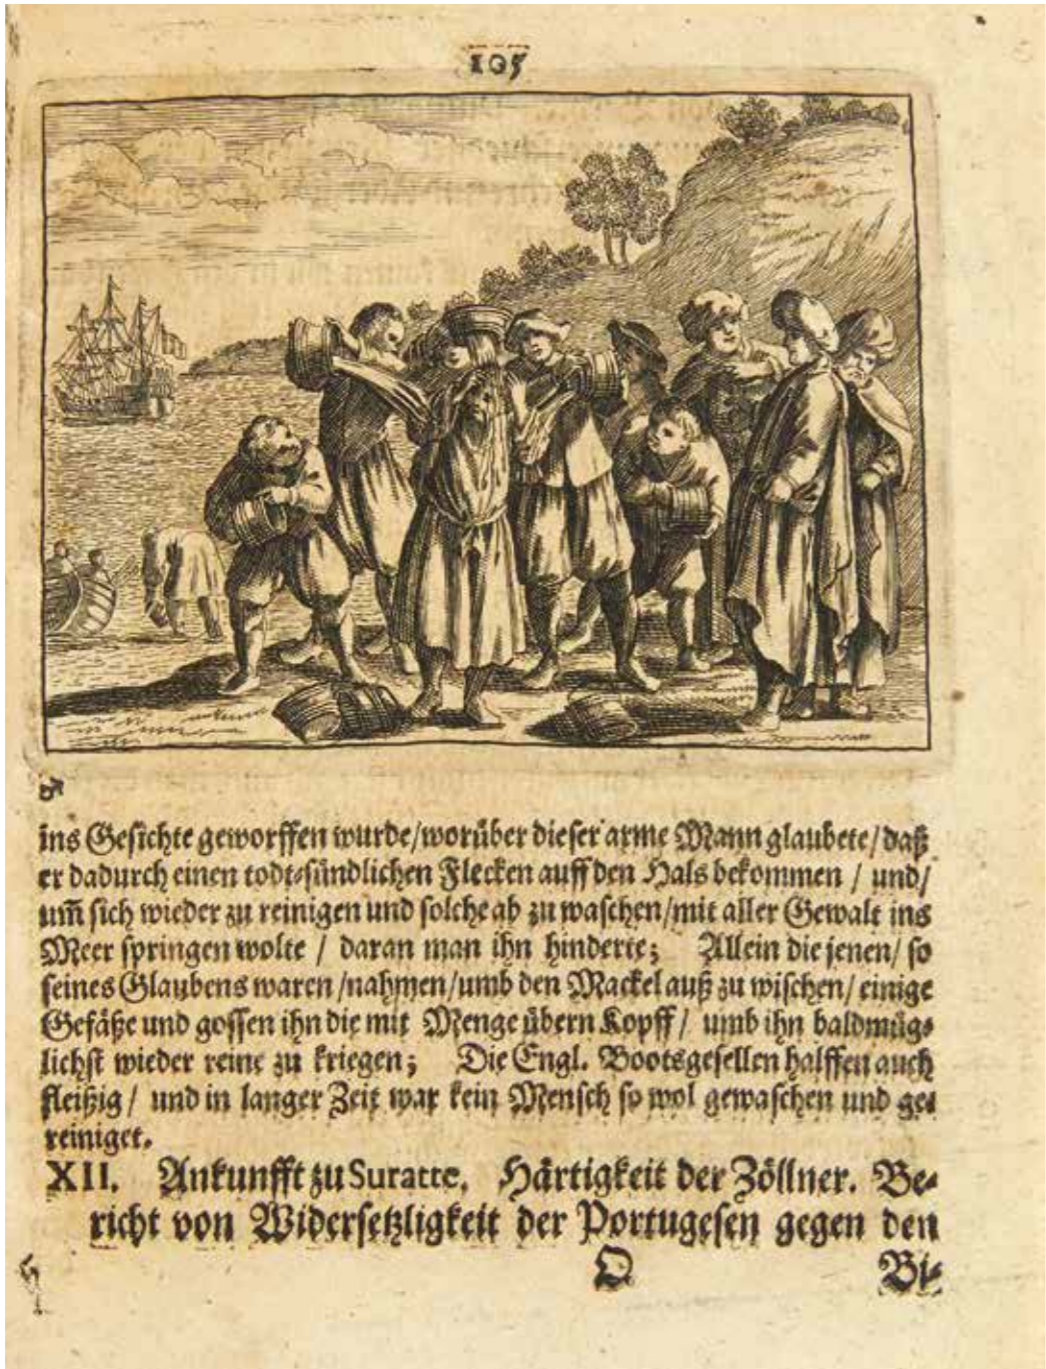 105
ins Gesichte geworffen wurde/worüber dieser arme Mann glaubete/daß
er dadurch einen todt-sündlichen Flecken auff den Hals bekommen / und/
um̃ sich wieder zu reinigen und solche ab zu waschen/mit aller Gewalt ins
Meer springen wolte / daran man ihn hinderte; Allein die jenen/ so
seines Glaubens waren /nahmen/umb den Mackel auß zu wischen/ einige
Gefäße und gossen ihn die mit Menge übern Kopff/ umb ihn baldmüg-
lichst wieder reine zu kriegen; Die Engl. Bootsgesellen halffen auch
fleißig/ und in langer Zeit war kein Mensch so wol gewaschen und ge-
reiniget.
XII. Ankunfft zu Suratte. Härtigkeit der Zöllner. Be-
richt von Widersetzligkeit der Portugesen gegen den
O Bi-